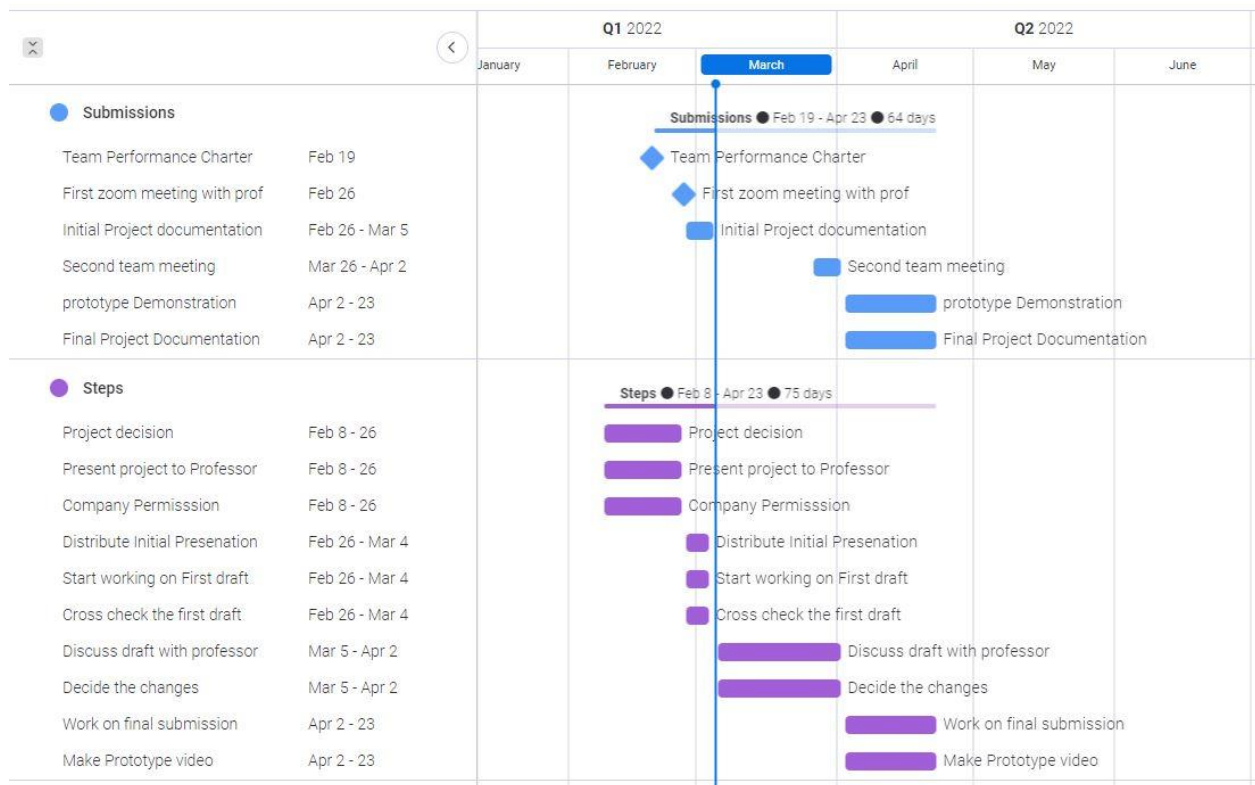 Q1 2022 Q2 2022
January February March April May June
Submissions
Submissions ● Feb 19 - Apr 23 ● 64 days
Team Performance Charter Feb 19 Team Performance Charter
First zoom meeting with prof Feb 26 First zoom meeting with prof
Initial Project documentation Feb 26 - Mar 5 Initial Project documentation
Second team meeting Mar 26 - Apr 2 Second team meeting
prototype Demonstration Apr 2 - 23 prototype Demonstration
Final Project Documentation Apr 2 - 23 Final Project Documentation
Steps
Steps ● Feb 8 - Apr 23 ● 75 days
Project decision Feb 8 - 26 Project decision
Present project to Professor Feb 8 - 26 Present project to Professor
Company Permisssion Feb 8 - 26 Company Permisssion
Distribute Initial Presenation Feb 26 - Mar 4 Distribute Initial Presenation
Start working on First draft Feb 26 - Mar 4 Start working on First draft
Cross check the first draft Feb 26 - Mar 4 Cross check the first draft
Discuss draft with professor Mar 5 - Apr 2 Discuss draft with professor
Decide the changes Mar 5 - Apr 2 Decide the changes
Work on final submission Apr 2 - 23 Work on final submission
Make Prototype video Apr 2 - 23 Make Prototype video